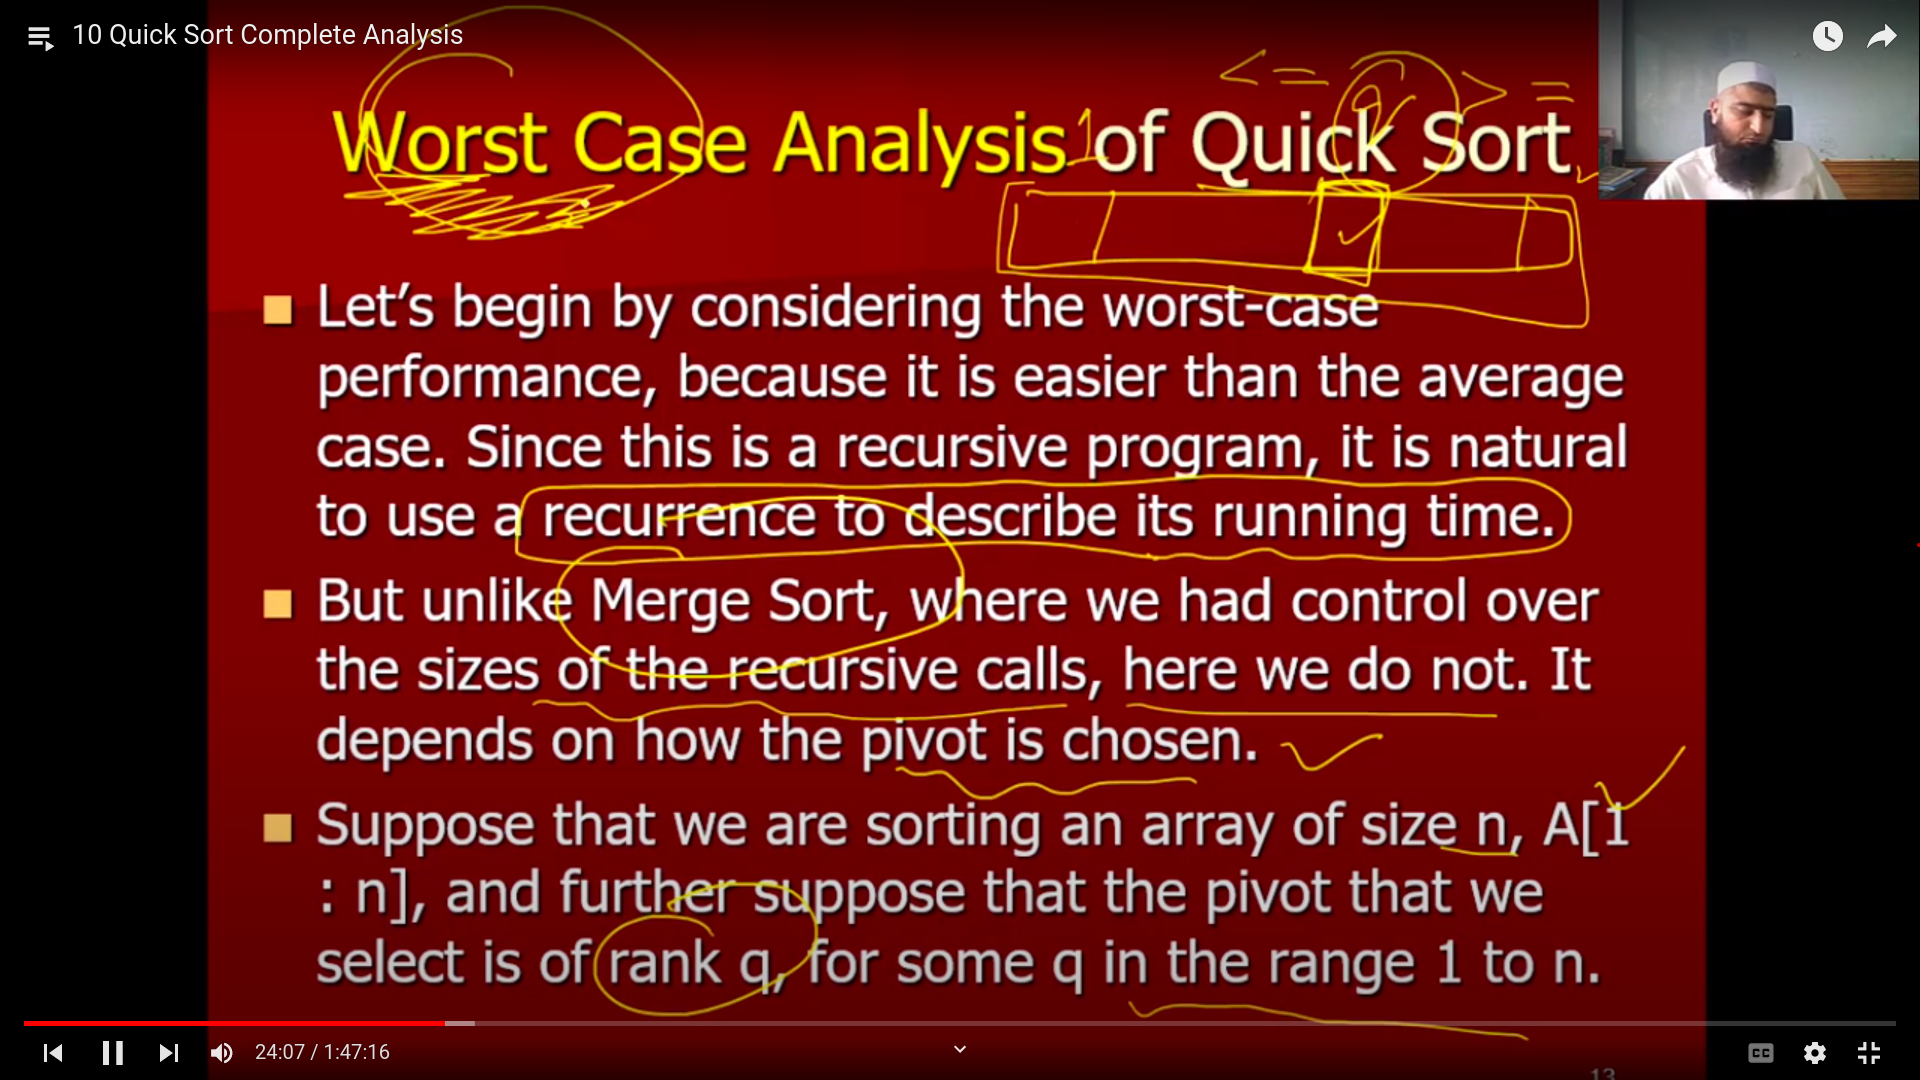 10 Quick Sort Complete Analysis
<= q >=
Worst Case Analysis of Quick Sort
1
Let's begin by considering the worst-case
performance, because it is easier than the average
case. Since this is a recursive program, it is natural
to use a recurrence to describe its running time.
But unlike Merge Sort, where we had control over
the sizes of the recursive calls, here we do not. It
depends on how the pivot is chosen.
Suppose that we are sorting an array of size n, A[1
: n], and further suppose that the pivot that we
select is of rank q, for some q in the range 1 to n.
24:07 / 1:47:16
CC
13